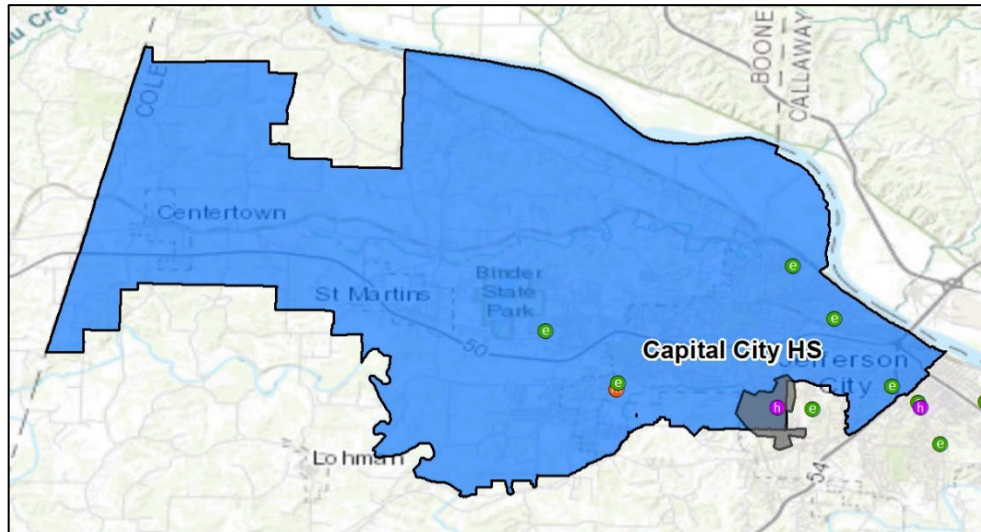 BOONE
CALLAWAY
COLE
Centertown
Binder
State
Park
St Martins
50
Capital City HS
Jefferson
City
Lohman
54
e
e
e
e
e
h
e
e
h
e